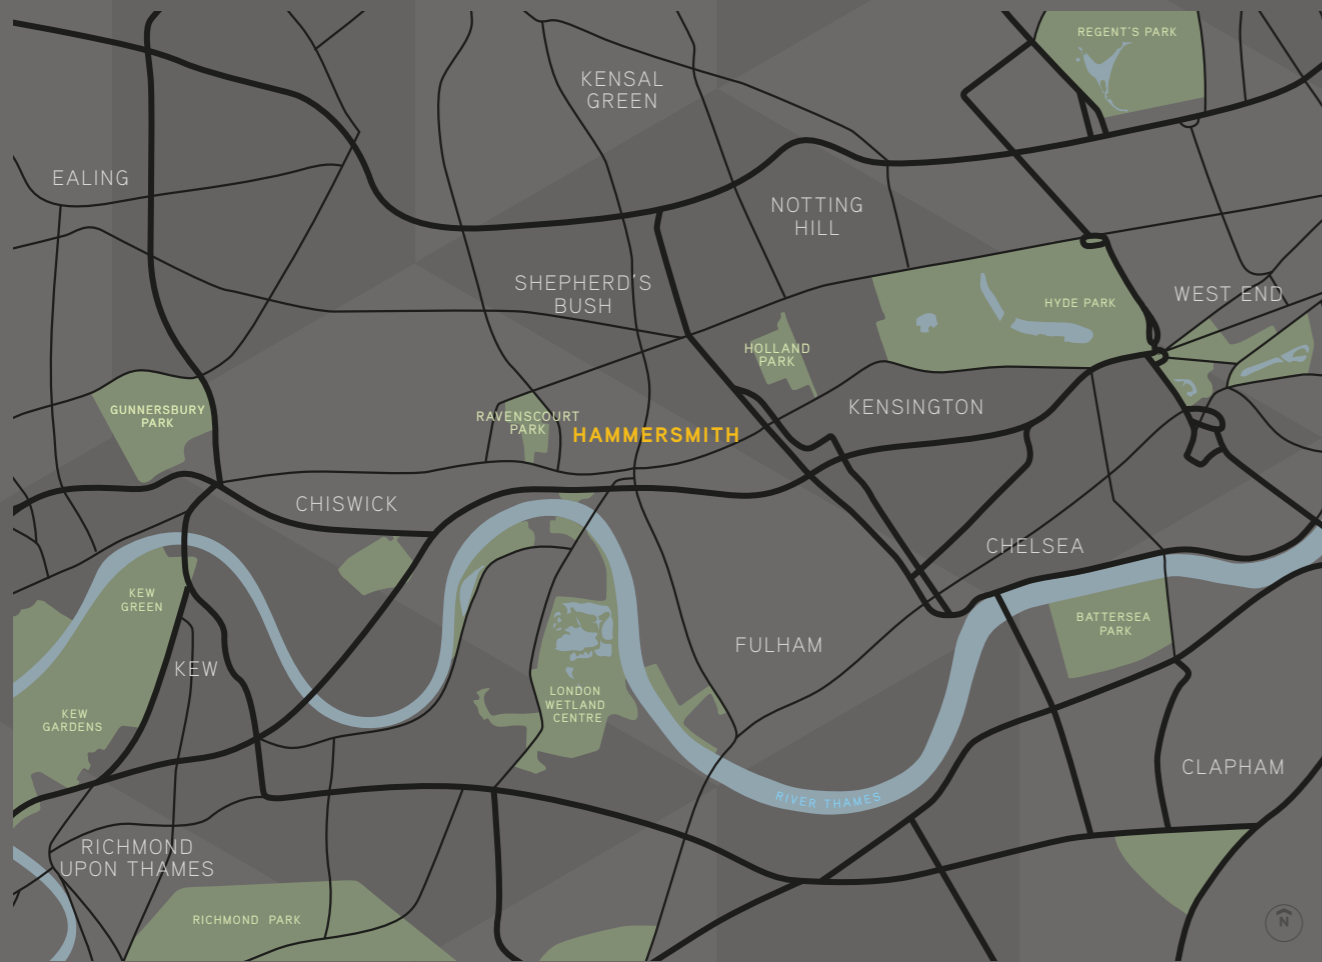 REGENT'S PARK
KENSAL
GREEN
EALING
NOTTING
HILL
SHEPHERD'S
BUSH
WEST END
HYDE PARK
HOLLAND
PARK
GUNNERSBURY
PARK
RAVENSCOURT
PARK
HAMMERSMITH
KENSINGTON
CHISWICK
CHELSEA
KEW
GREEN
BATTERSEA
PARK
FULHAM
KEW
LONDON
WETLAND
CENTRE
KEW
GARDENS
CLAPHAM
RIVER THAMES
RICHMOND
UPON THAMES
RICHMOND PARK
N